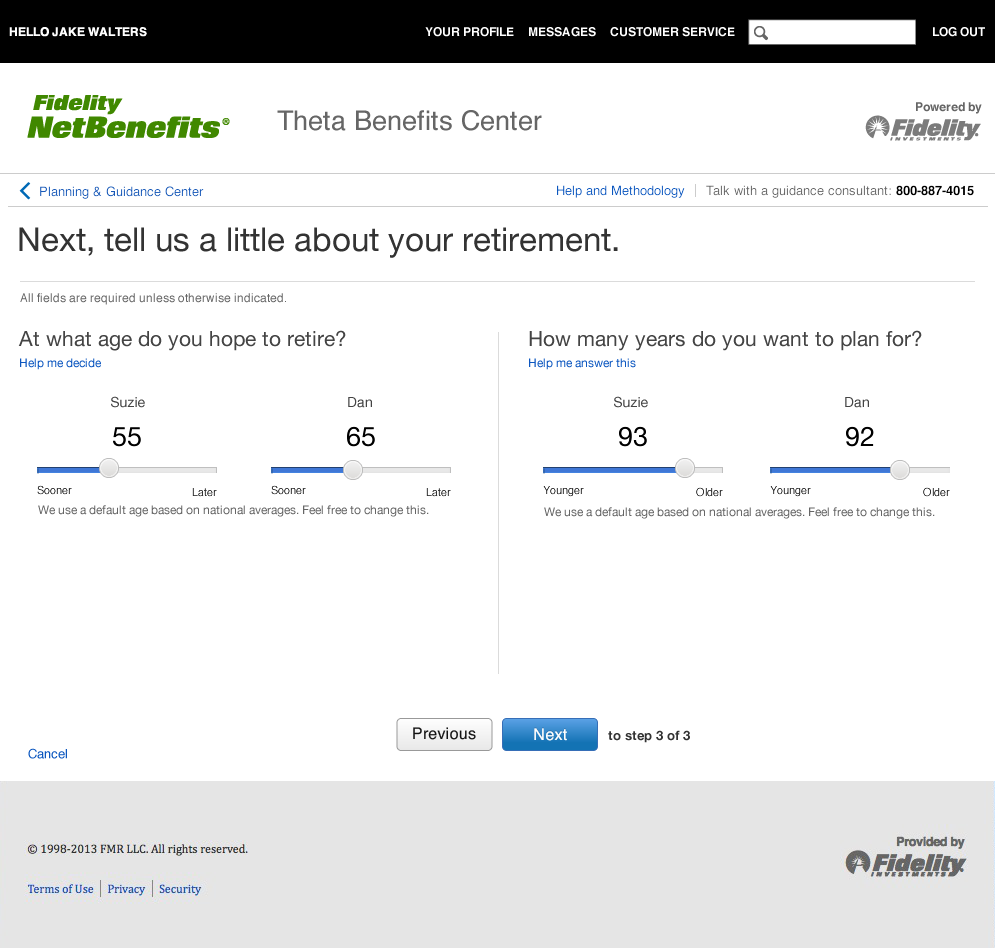 HELLO JAKE WALTERS YOUR PROFILE MESSAGES CUSTOMER SERVICE LOG OUT
Fidelity
NetBenefits®
Theta Benefits Center
Powered by
Fidelity
INVESTMENTS
Planning & Guidance Center Help and Methodology Talk with a guidance consultant: 800-887-4015
Next, tell us a little about your retirement.
All fields are required unless otherwise indicated.
At what age do you hope to retire?
Help me decide
Suzie Dan
55 65
Sooner Later Sooner Later
We use a default age based on national averages. Feel free to change this.
How many years do you want to plan for?
Help me answer this
Suzie Dan
93 92
Younger Older Younger Older
We use a default age based on national averages. Feel free to change this.
Previous Next to step 3 of 3
Cancel
© 1998-2013 FMR LLC. All rights reserved.
Terms of Use Privacy Security
Provided by
Fidelity
INVESTMENTS